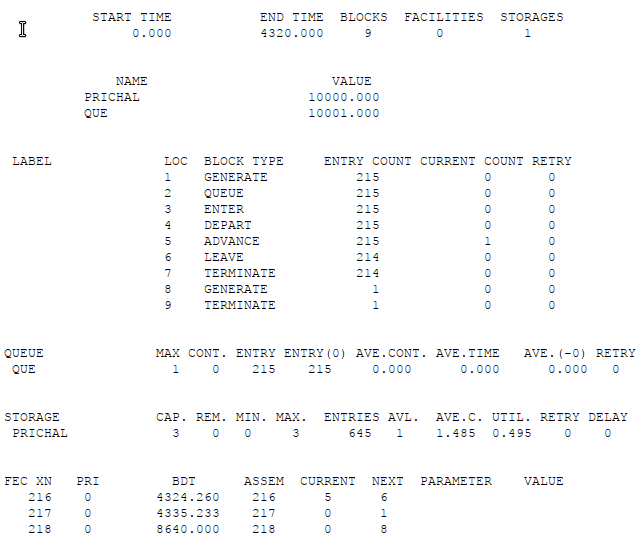 START TIME END TIME BLOCKS FACILITIES STORAGES
0.000 4320.000 9 0 1
NAME VALUE
PRICHAL 10000.000
QUE 10001.000
LABEL LOC BLOCK TYPE ENTRY COUNT CURRENT COUNT RETRY
1 GENERATE 215 0 0
2 QUEUE 215 0 0
3 ENTER 215 0 0
4 DEPART 215 0 0
5 ADVANCE 215 1 0
6 LEAVE 214 0 0
7 TERMINATE 214 0 0
8 GENERATE 1 0 0
9 TERMINATE 1 0 0
QUEUE MAX CONT. ENTRY ENTRY(0) AVE.CONT. AVE.TIME AVE.(-0) RETRY
QUE 1 0 215 215 0.000 0.000 0.000 0
STORAGE CAP. REM. MIN. MAX. ENTRIES AVL. AVE.C. UTIL. RETRY DELAY
PRICHAL 3 0 0 3 645 1 1.485 0.495 0 0
FEC XN PRI BDT ASSEM CURRENT NEXT PARAMETER VALUE
216 0 4324.260 216 5 6
217 0 4335.233 217 0 1
218 0 8640.000 218 0 8